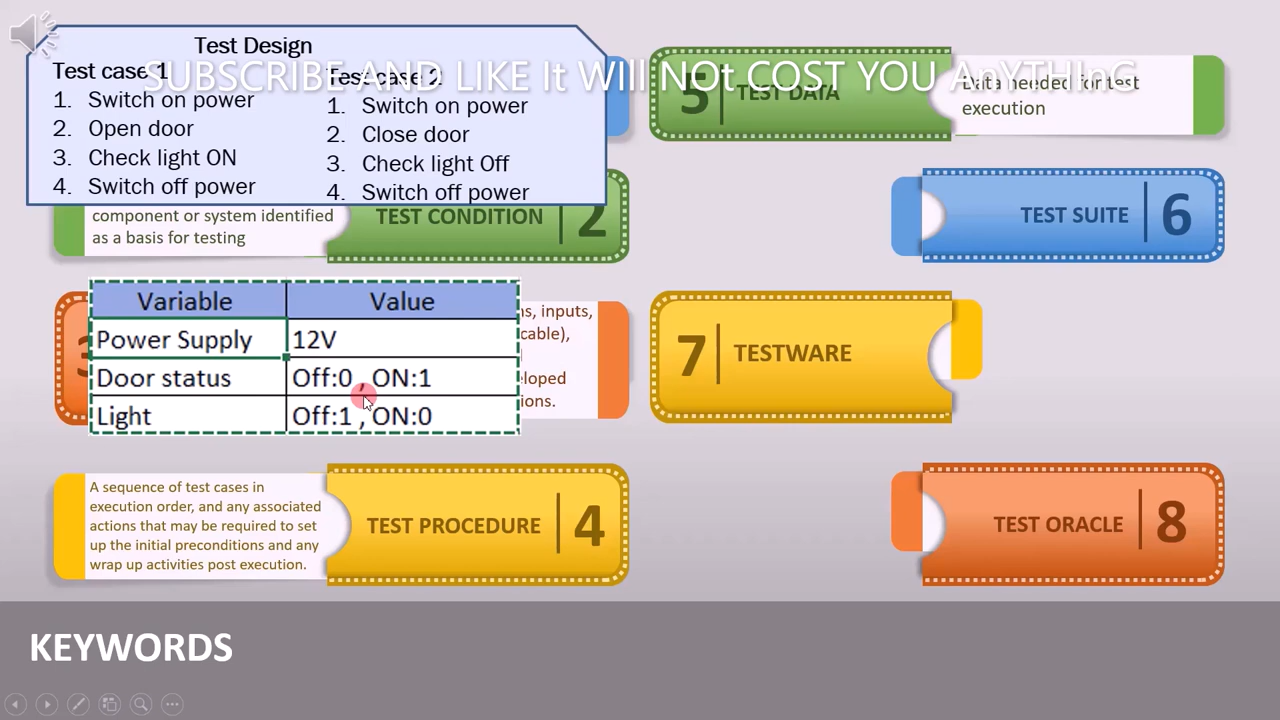 SUBSCRIBE AND LIKE It WIll NOt COST YOU AnYTHInG
Test Design
Test case 1
1. Switch on power
2. Open door
3. Check light ON
4. Switch off power
Test case 2
1. Switch on power
2. Close door
3. Check light Off
4. Switch off power
component or system identified
as a basis for testing
TEST CONDITION 2
Variable Value
Power Supply 12V
Door status Off:0 , ON:1
Light Off:1 , ON:0
inputs,
A sequence of test cases in
execution order, and any associated
actions that may be required to set
up the initial preconditions and any
wrap up activities post execution.
TEST PROCEDURE 4
5 TEST DATA
Data needed for test
execution
TEST SUITE 6
7 TESTWARE
TEST ORACLE 8
KEYWORDS